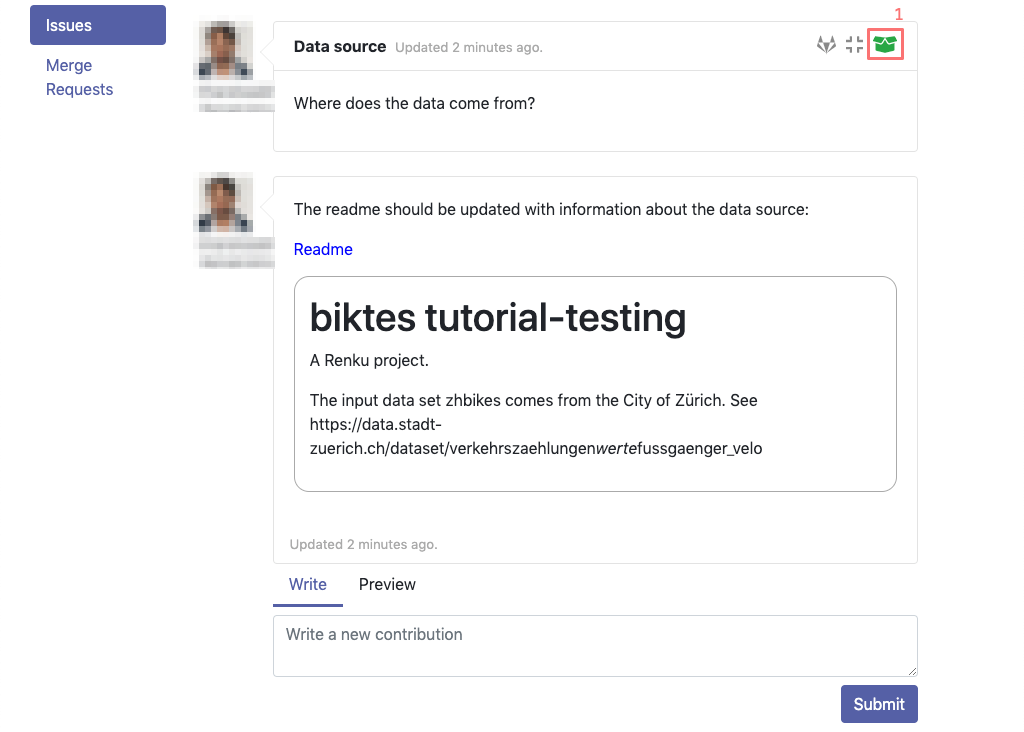 Issues
Merge
Requests
1
Data source Updated 2 minutes ago.
Where does the data come from?
The readme should be updated with information about the data source:
Readme
biktes tutorial-testing
A Renku project.
The input data set zhbikes comes from the City of Zürich. See
https://data.stadt-
zuerich.ch/dataset/verkehrszaehlungenwertefussgaenger_velo
Updated 2 minutes ago.
Write Preview
Write a new contribution
Submit